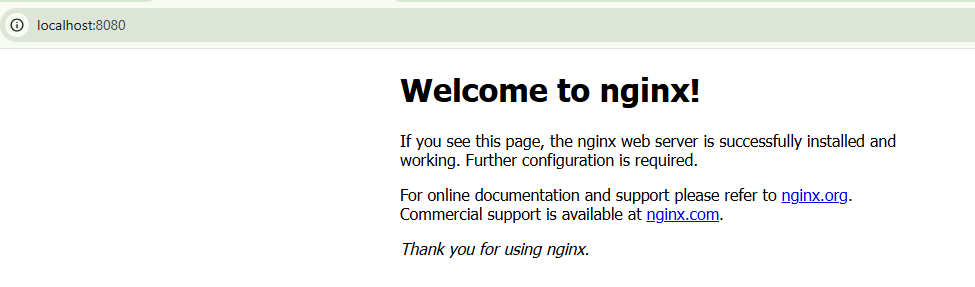 localhost:8080
Welcome to nginx!
If you see this page, the nginx web server is successfully installed and
working. Further configuration is required.
For online documentation and support please refer to nginx.org.
Commercial support is available at nginx.com.
Thank you for using nginx.